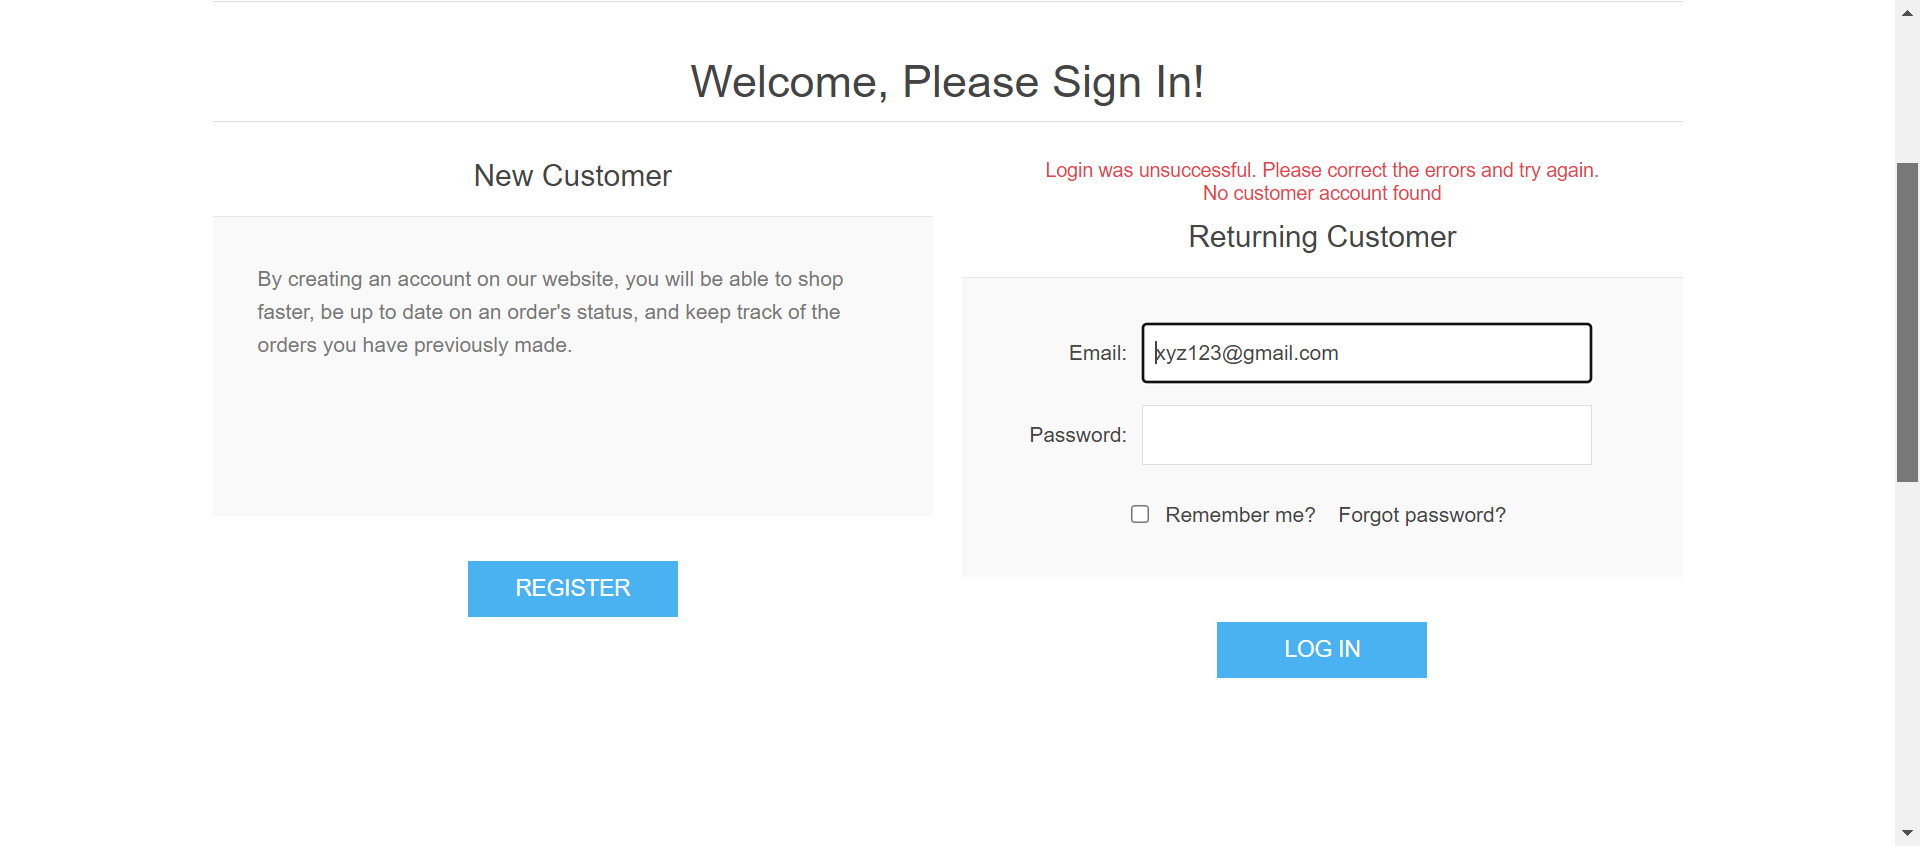 Welcome, Please Sign In!
New Customer
By creating an account on our website, you will be able to shop
faster, be up to date on an order's status, and keep track of the
orders you have previously made.
REGISTER
Login was unsuccessful. Please correct the errors and try again.
No customer account found
Returning Customer
Email: xyz123@gmail.com
Password:
Remember me? Forgot password?
LOG IN